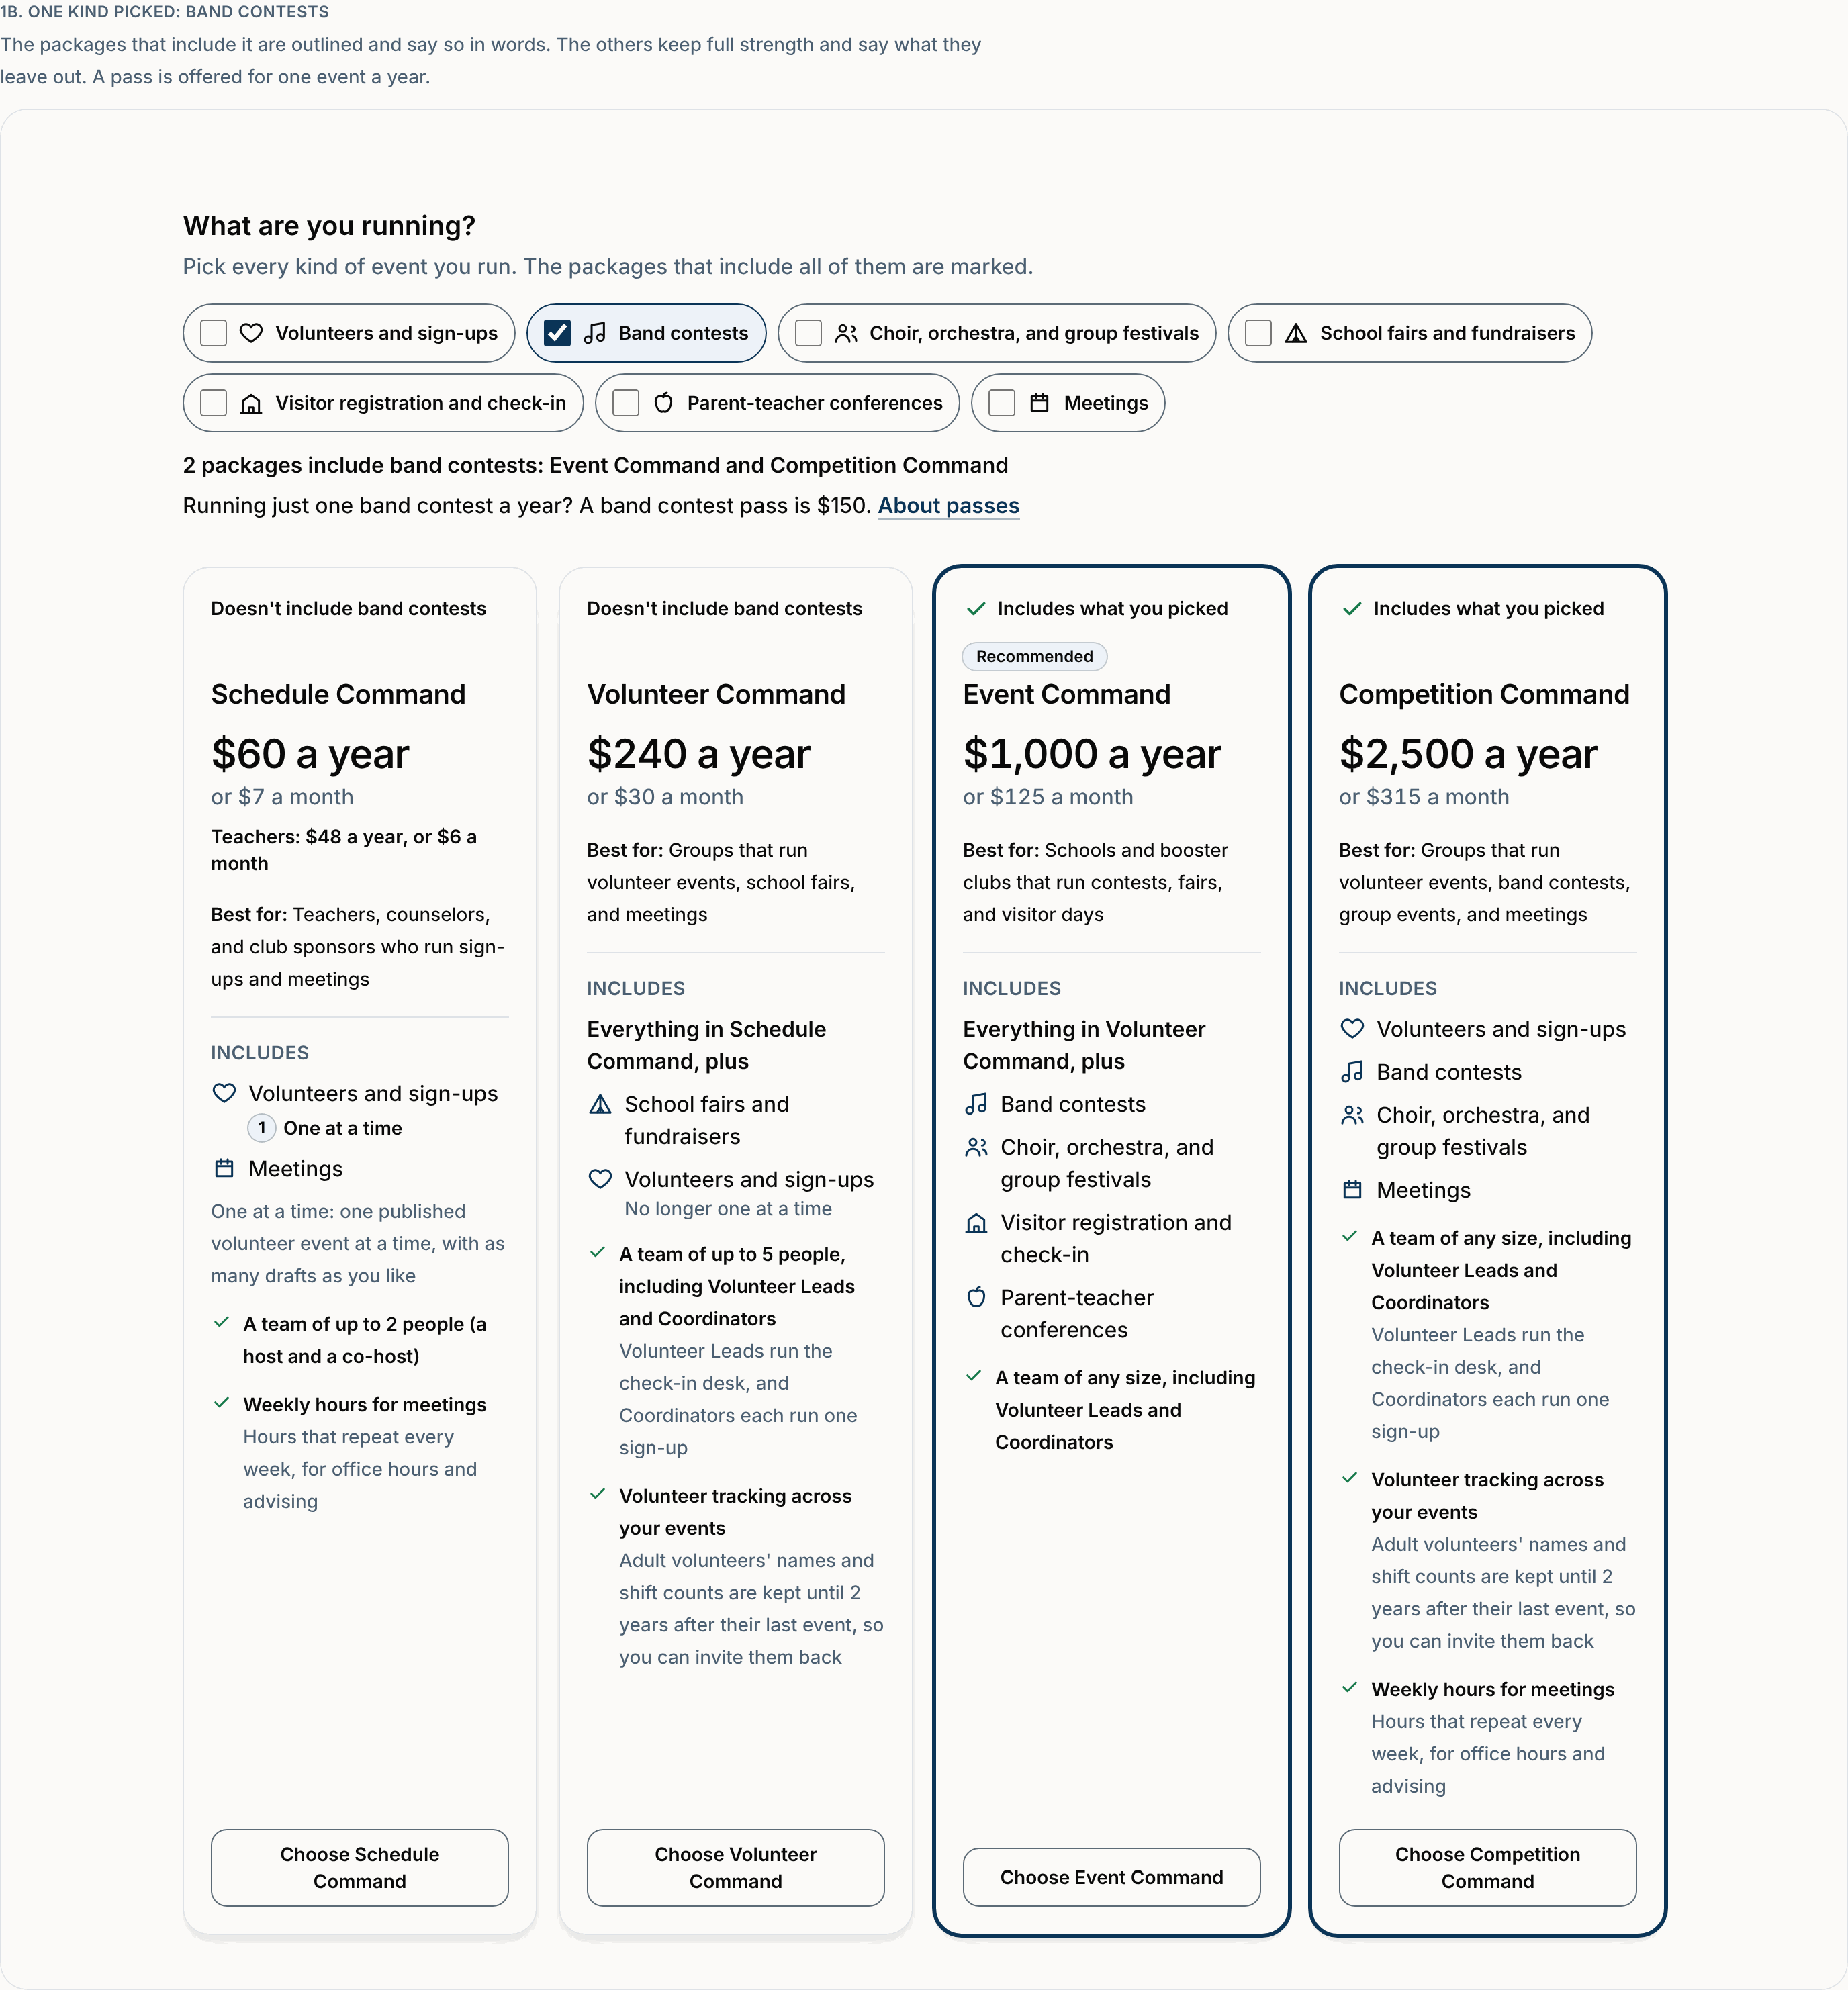 1B. ONE KIND PICKED: BAND CONTESTS
The packages that include it are outlined and say so in words. The others keep full strength and say what they
leave out. A pass is offered for one event a year.
What are you running?
Pick every kind of event you run. The packages that include all of them are marked.
Volunteers and sign-ups
Band contests
Choir, orchestra, and group festivals
School fairs and fundraisers
Visitor registration and check-in
Parent-teacher conferences
Meetings
2 packages include band contests: Event Command and Competition Command
Running just one band contest a year? A band contest pass is $150. About passes
Doesn't include band contests
Schedule Command
$60 a year
or $7 a month
Teachers: $48 a year, or $6 a
month
Best for: Teachers, counselors,
and club sponsors who run sign-
ups and meetings
INCLUDES
Volunteers and sign-ups
1 One at a time
Meetings
One at a time: one published
volunteer event at a time, with as
many drafts as you like
A team of up to 2 people (a
host and a co-host)
Weekly hours for meetings
Hours that repeat every
week, for office hours and
advising
Choose Schedule
Command
Doesn't include band contests
Volunteer Command
$240 a year
or $30 a month
Best for: Groups that run
volunteer events, school fairs,
and meetings
INCLUDES
Everything in Schedule
Command, plus
School fairs and
fundraisers
Volunteers and sign-ups
No longer one at a time
A team of up to 5 people,
including Volunteer Leads
and Coordinators
Volunteer Leads run the
check-in desk, and
Coordinators each run one
sign-up
Volunteer tracking across
your events
Adult volunteers' names and
shift counts are kept until 2
years after their last event, so
you can invite them back
Choose Volunteer
Command
Includes what you picked
Recommended
Event Command
$1,000 a year
or $125 a month
Best for: Schools and booster
clubs that run contests, fairs,
and visitor days
INCLUDES
Everything in Volunteer
Command, plus
Band contests
Choir, orchestra, and
group festivals
Visitor registration and
check-in
Parent-teacher
conferences
A team of any size, including
Volunteer Leads and
Coordinators
Choose Event Command
Includes what you picked
Competition Command
$2,500 a year
or $315 a month
Best for: Groups that run
volunteer events, band contests,
group events, and meetings
INCLUDES
Volunteers and sign-ups
Band contests
Choir, orchestra, and
group festivals
Meetings
A team of any size, including
Volunteer Leads and
Coordinators
Volunteer Leads run the
check-in desk, and
Coordinators each run one
sign-up
Volunteer tracking across
your events
Adult volunteers' names and
shift counts are kept until 2
years after their last event, so
you can invite them back
Weekly hours for meetings
Hours that repeat every
week, for office hours and
advising
Choose Competition
Command